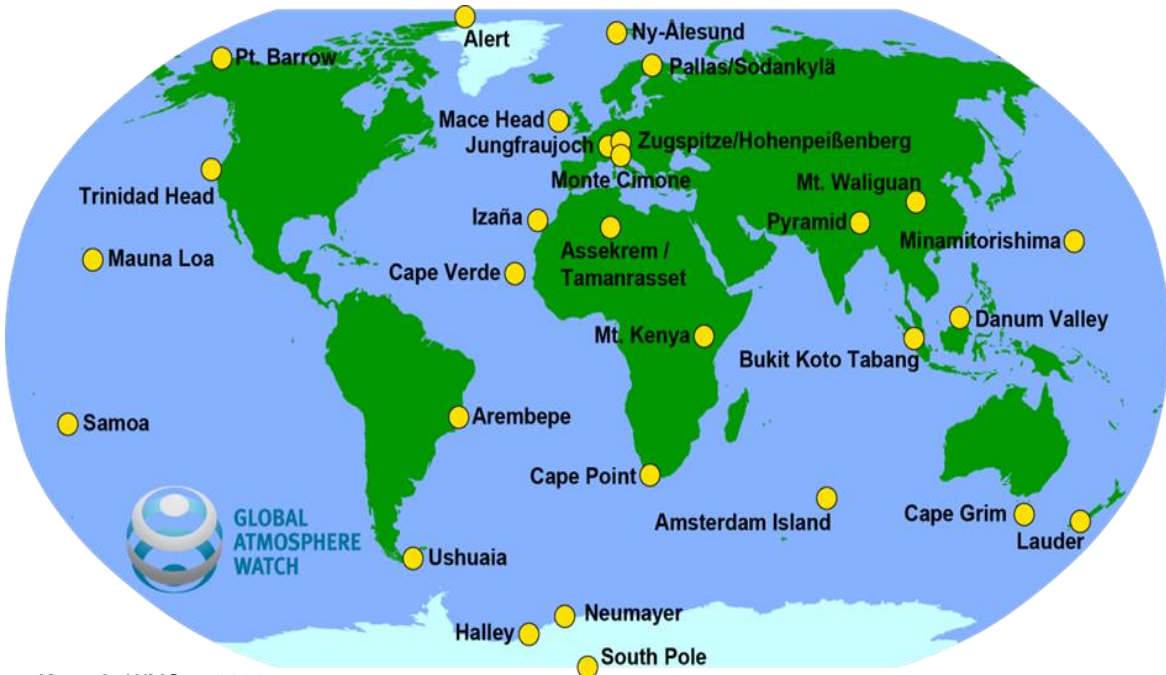 Alert
Ny-Ålesund
Pt. Barrow
Pallas/Sodankylä
Mace Head
Jungfraujoch
Zugspitze/Hohenpeißenberg
Monte Cimone
Mt. Waliguan
Trinidad Head
Izaña
Pyramid
Minamitorishima
Assekrem /
Tamanrasset
Mauna Loa
Cape Verde
Danum Valley
Mt. Kenya
Bukit Koto Tabang
Samoa
Arembepe
Cape Point
Amsterdam Island
Cape Grim
Lauder
GLOBAL
ATMOSPHERE
WATCH
Ushuaia
Neumayer
Halley
South Pole